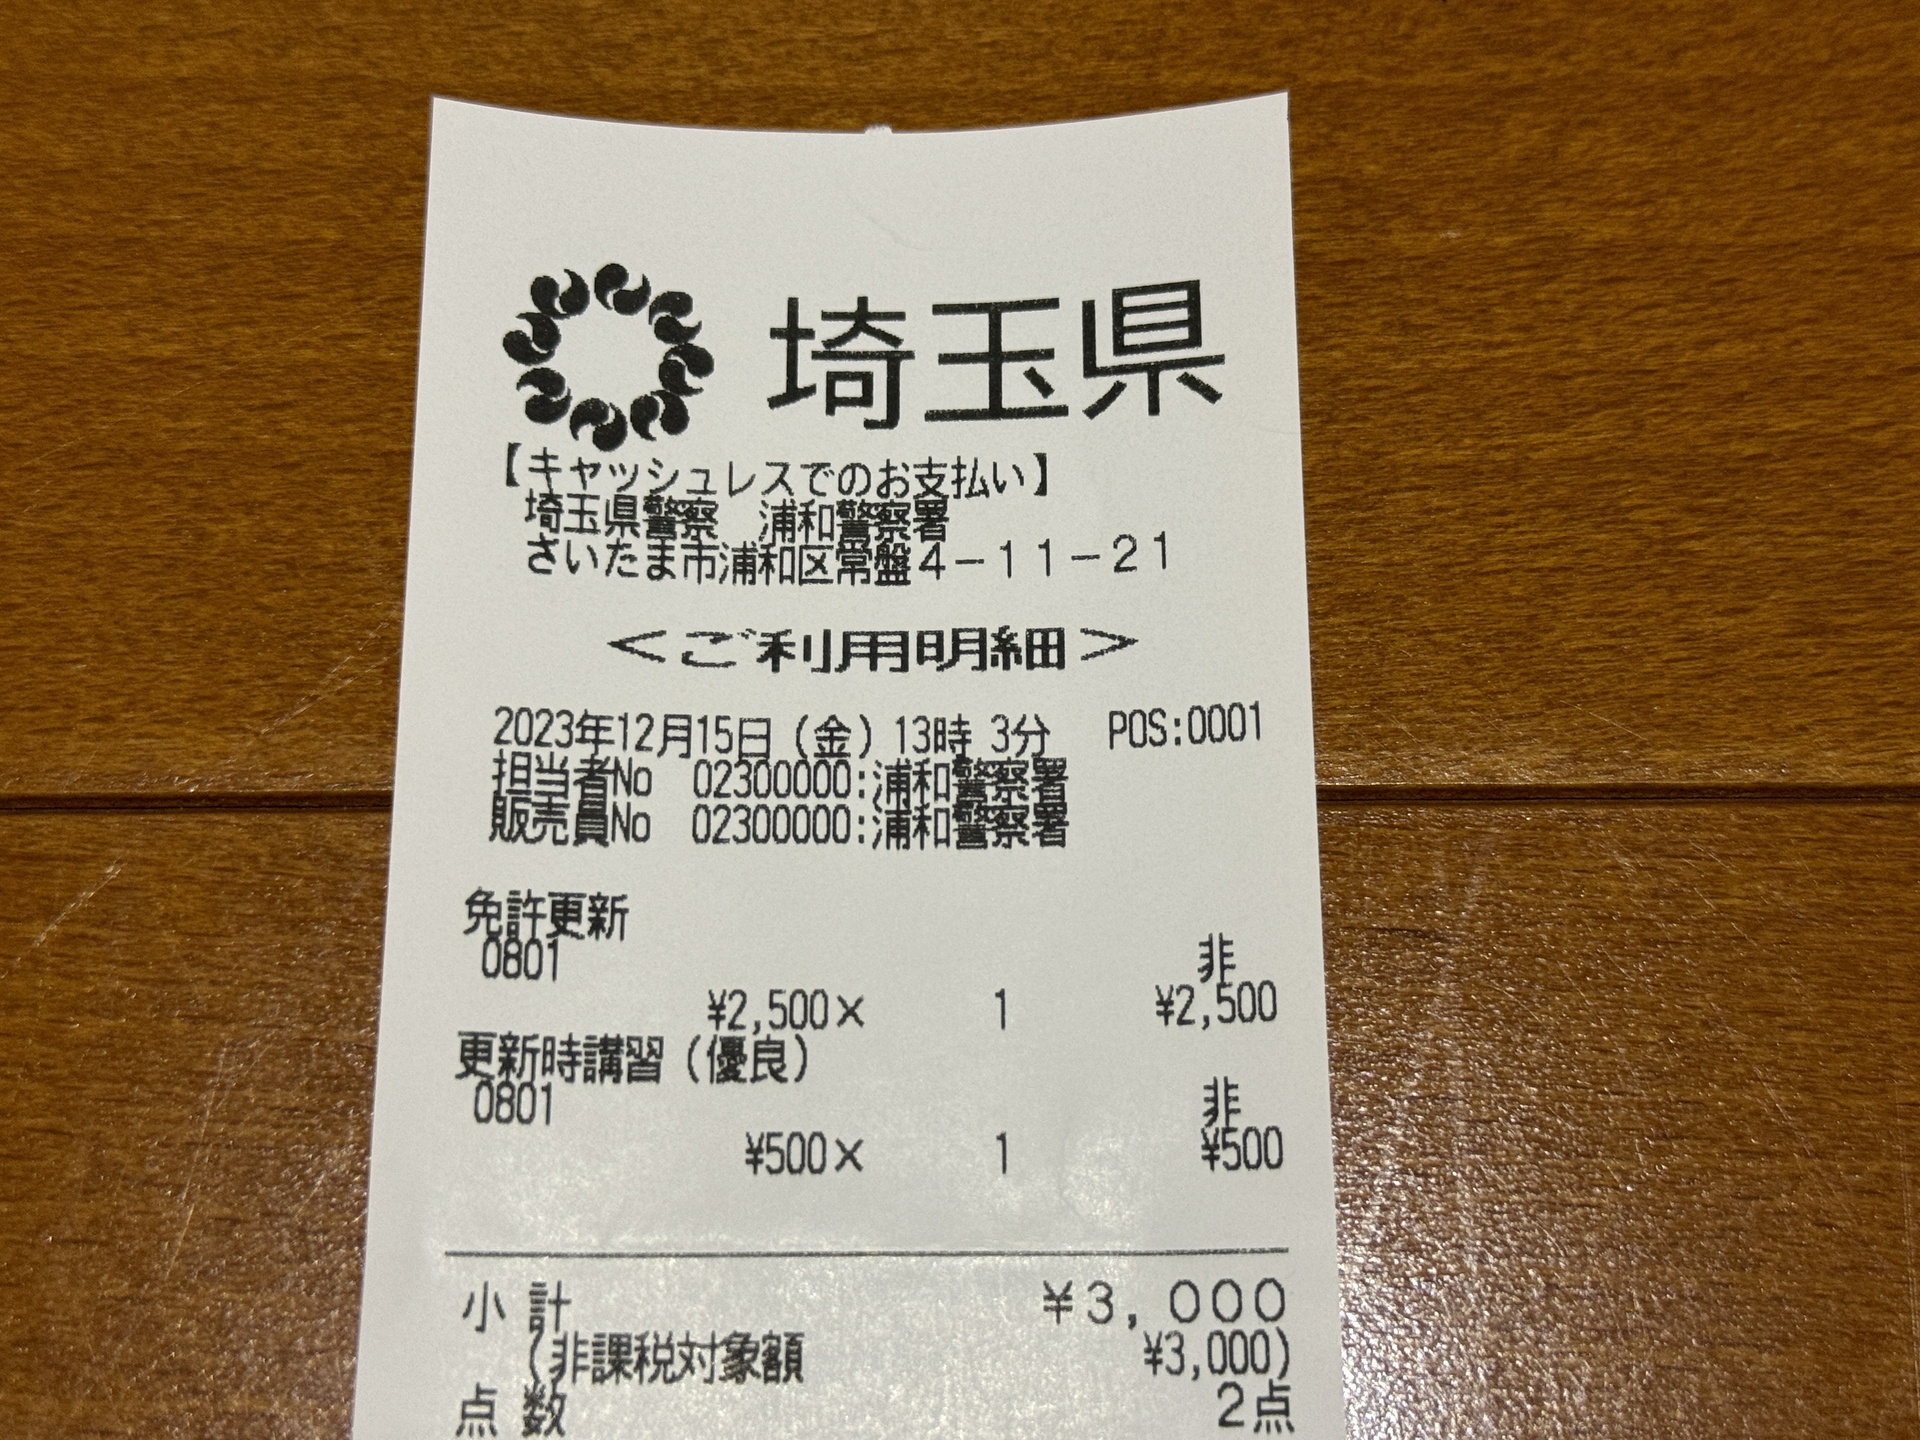 埼玉県
【キャッシュレスでのお支払い】
埼玉県警察　浦和警察署
さいたま市浦和区常盤4－11－21
＜ご利用明細＞
2023年12月15日（金）13時 3分 POS:0001
担当者No 02300000:浦和警察署
販売員No 02300000:浦和警察署
免許更新
0801 非
¥2,500× 1 ¥2,500
更新時講習（優良）
0801 非
¥500× 1 ¥500
小 計 ¥3,000
(非課税対象額 ¥3,000)
点 数 2点